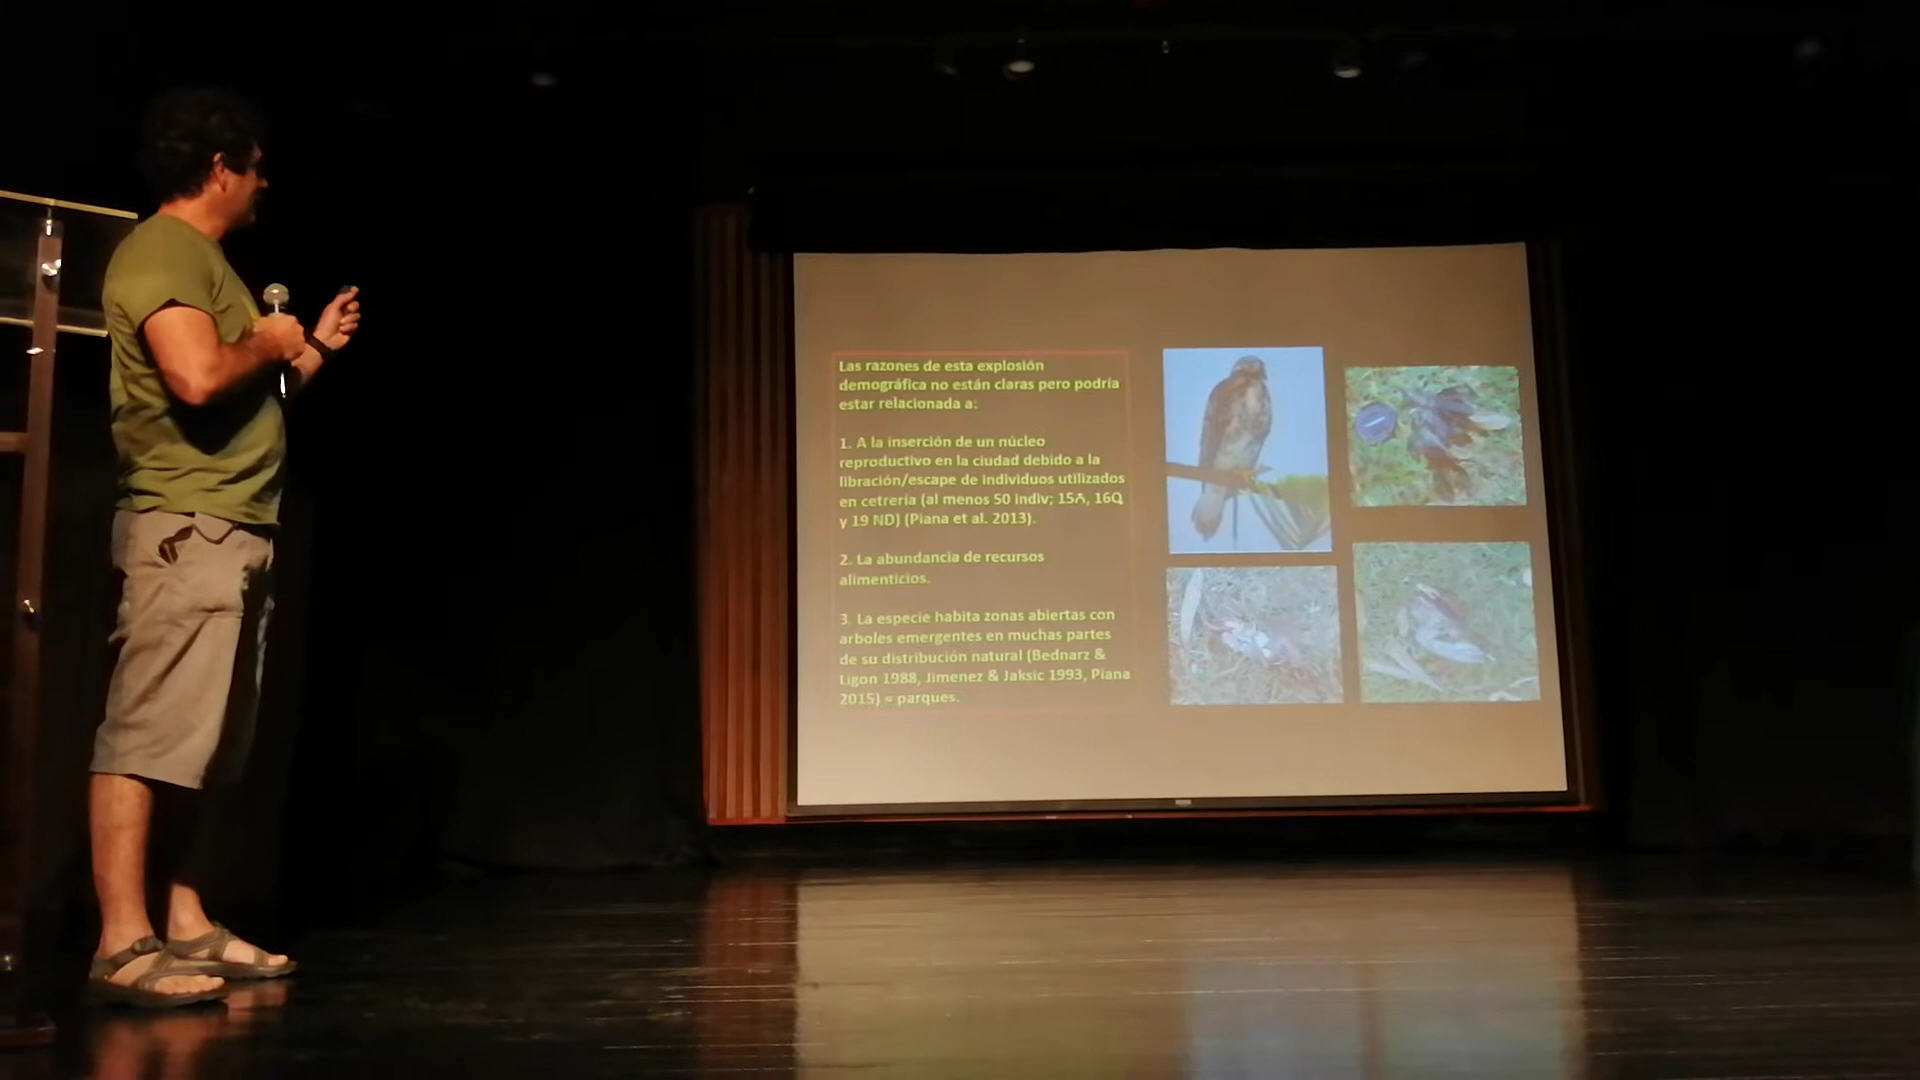 Las razones de esta explosión
demográfica no están claras pero podría
estar relacionada a:
1. A la inserción de un núcleo
reproductivo en la ciudad debido a la
libración/escape de individuos utilizados
en cetrería (al menos 50 indiv; 15A, 16Q
y 19 ND) (Piana et al. 2013).
2. La abundancia de recursos
alimenticios.
3. La especie habita zonas abiertas con
arboles emergentes en muchas partes
de su distribución natural (Bednarz &
Ligon 1988, Jimenez & Jaksic 1993, Piana
2015) = parques.